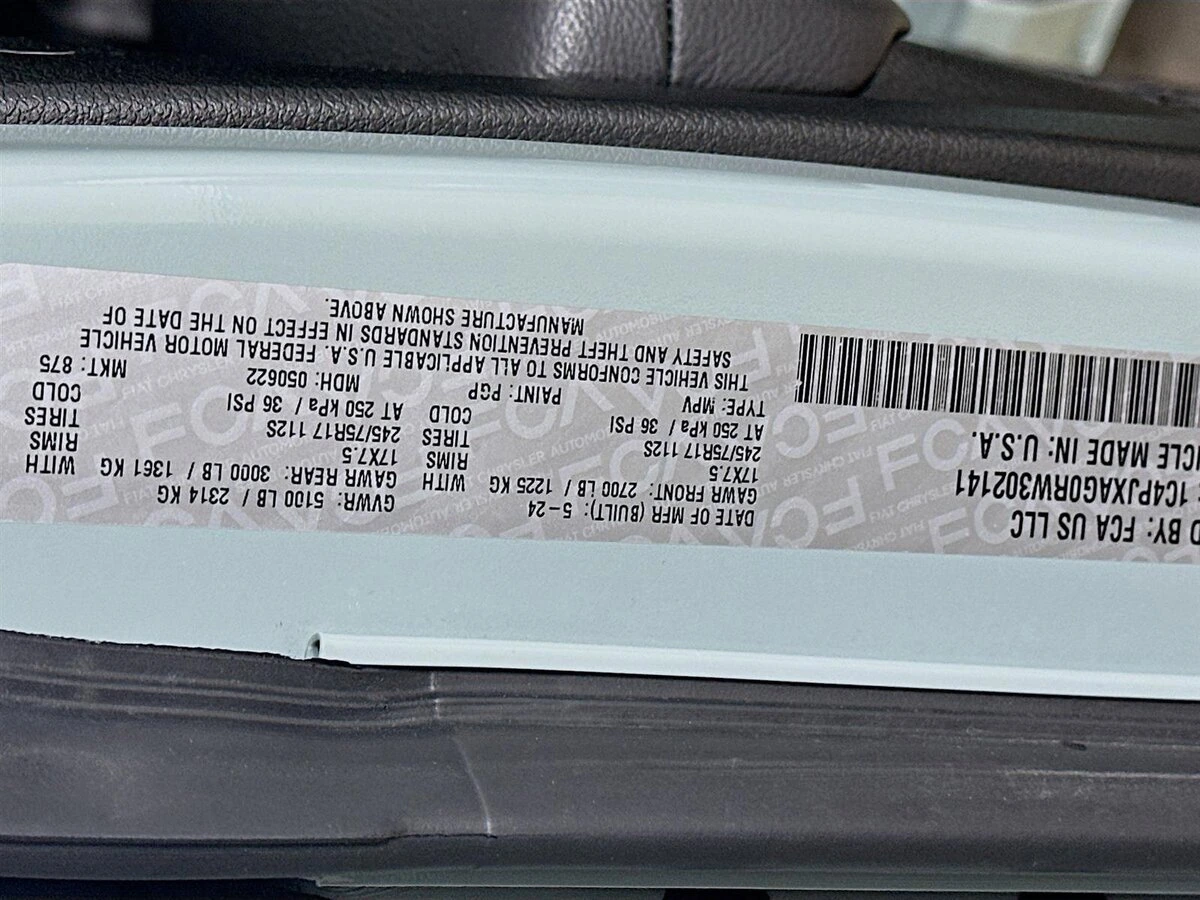 D BY: FCA US LLC
: 1C4PJXAG0RW302141
ICLE MADE IN: U.S.A.
DATE OF MFR (BUILT): 5-24 GVWR: 5100 LB / 2314 KG
GAWR FRONT: 2700 LB / 1225 KG WITH GAWR REAR: 3000 LB / 1361 KG WITH
17X7.5 RIMS 17X7.5 RIMS
245/75R17 112S TIRES 245/75R17 112S TIRES
AT 250 kPa / 36 PSI COLD AT 250 kPa / 36 PSI COLD
TYPE: MPV PAINT: PGP MDH: 050622 MKT: 875
THIS VEHICLE CONFORMS TO ALL APPLICABLE U.S.A. FEDERAL MOTOR VEHICLE
SAFETY AND THEFT PREVENTION STANDARDS IN EFFECT ON THE DATE OF
MANUFACTURE SHOWN ABOVE.